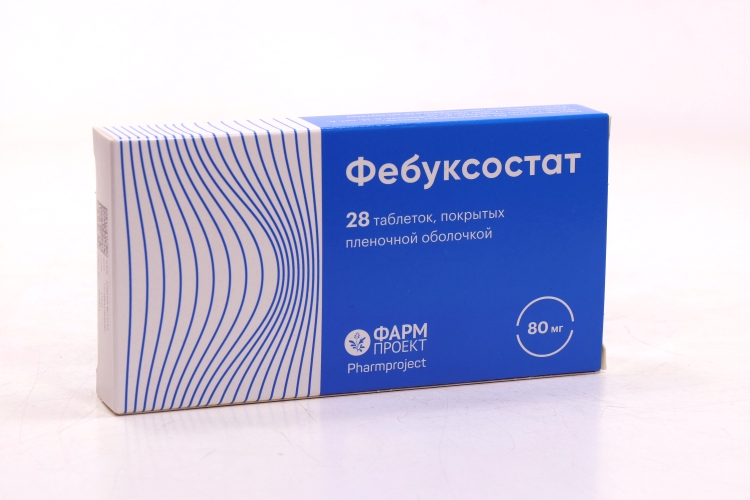 Фебуксостат
28 таблеток, покрытых
пленочной оболочкой
80 мг
ФАРМ
ПРОЕКТ
Pharmproject